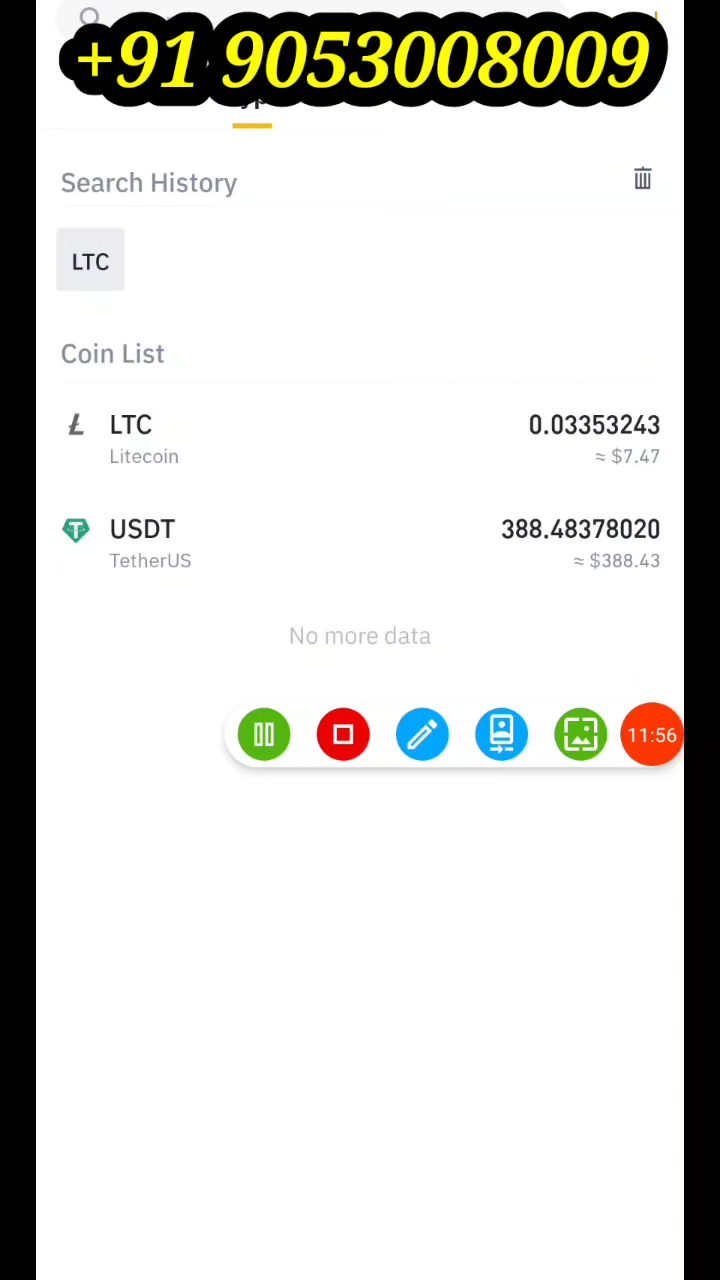 +91 9053008009
Search History
LTC
Coin List
LTC 0.03353243
Litecoin ≈ $7.47
USDT 388.48378020
TetherUS ≈ $388.43
No more data
11:56